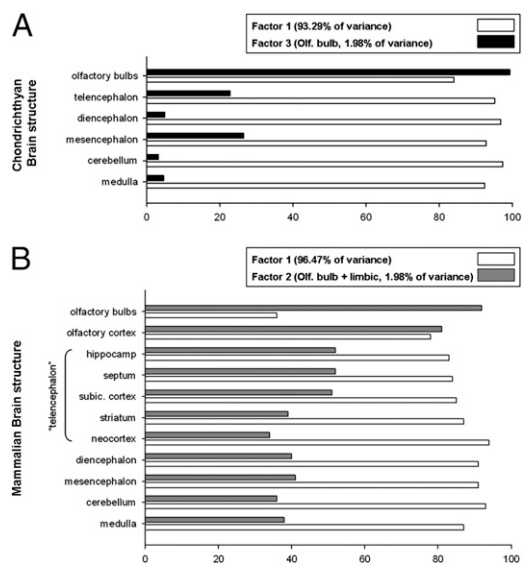 A
Factor 1 (93.29% of variance)
Factor 3 (Olf. bulb, 1.98% of variance)
Chondrichthyan
Brain structure
olfactory bulbs
telencephalon
diencephalon
mesencephalon
cerebellum
medulla
0 20 40 60 80 100
B
Factor 1 (96.47% of variance)
Factor 2 (Olf. bulb + limbic, 1.98% of variance)
Mammalian Brain structure
"telencephalon"
olfactory bulbs
olfactory cortex
hippocamp
septum
subic. cortex
striatum
neocortex
diencephalon
mesencephalon
cerebellum
medulla
0 20 40 60 80 100